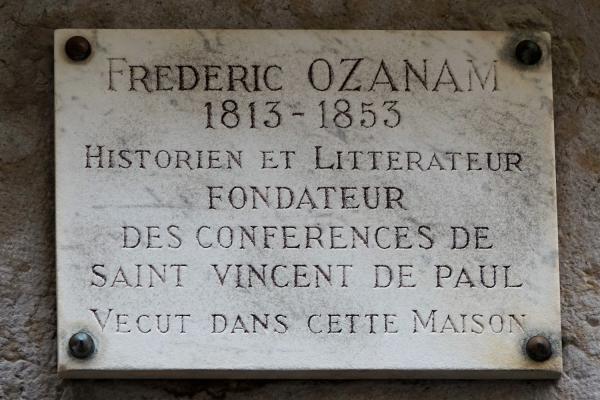 FREDERIC OZANAM
1813-1853
HISTORIEN ET LITTERATEUR
FONDATEUR
DES CONFERENCES DE
SAINT VINCENT DE PAUL
VECUT DANS CETTE MAISON